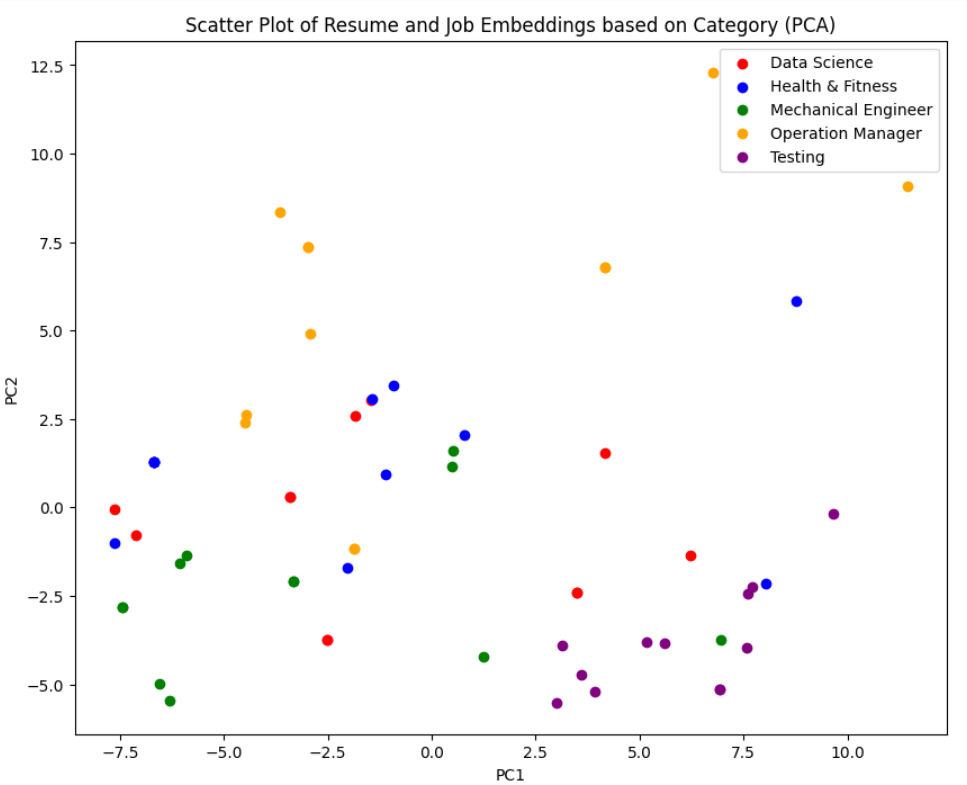 Scatter Plot of Resume and Job Embeddings based on Category (PCA)
Data Science
Health & Fitness
Mechanical Engineer
Operation Manager
Testing
12.5
10.0
7.5
5.0
2.5
0.0
−2.5
−5.0
PC2
−7.5 −5.0 −2.5 0.0 2.5 5.0 7.5 10.0
PC1